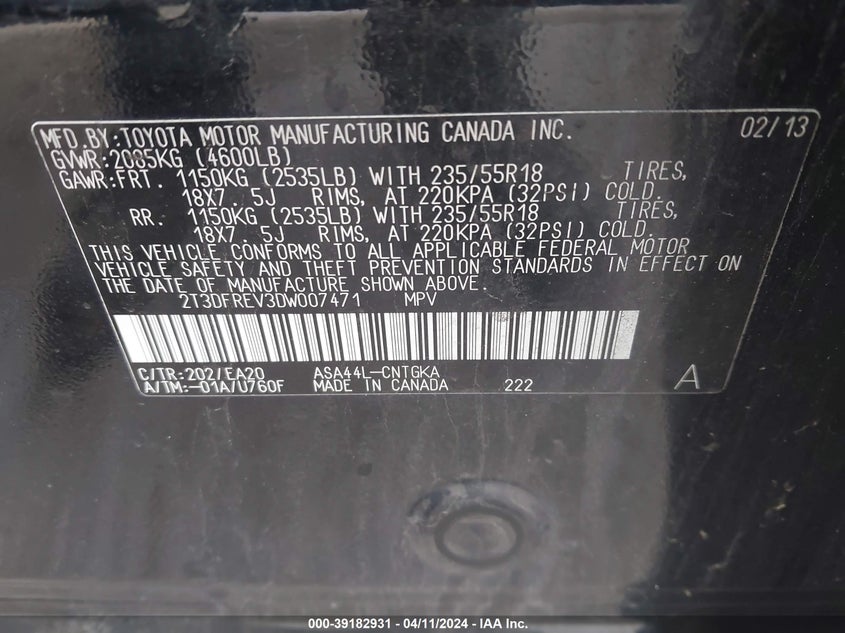 MFD.BY:TOYOTA MOTOR MANUFACTURING CANADA INC. 02/13
GVWR:2085KG (4600LB)
GAWR:FRT. 1150KG (2535LB) WITH 235/55R18 TIRES,
18X7.5J RIMS, AT 220KPA (32PSI) COLD.
RR. 1150KG (2535LB) WITH 235/55R18 TIRES,
18X7.5J RIMS, AT 220KPA (32PSI) COLD.
THIS VEHICLE CONFORMS TO ALL APPLICABLE FEDERAL MOTOR
VEHICLE SAFETY AND THEFT PREVENTION STANDARDS IN EFFECT ON
THE DATE OF MANUFACTURE SHOWN ABOVE.
2T3DFREV3DW007471 MPV
C/TR:202/EA20 ASA44L-CNTGKA
A/TM:-01A/U760F MADE IN CANADA 222 A
000-39182931 - 04/11/2024 - IAA Inc.